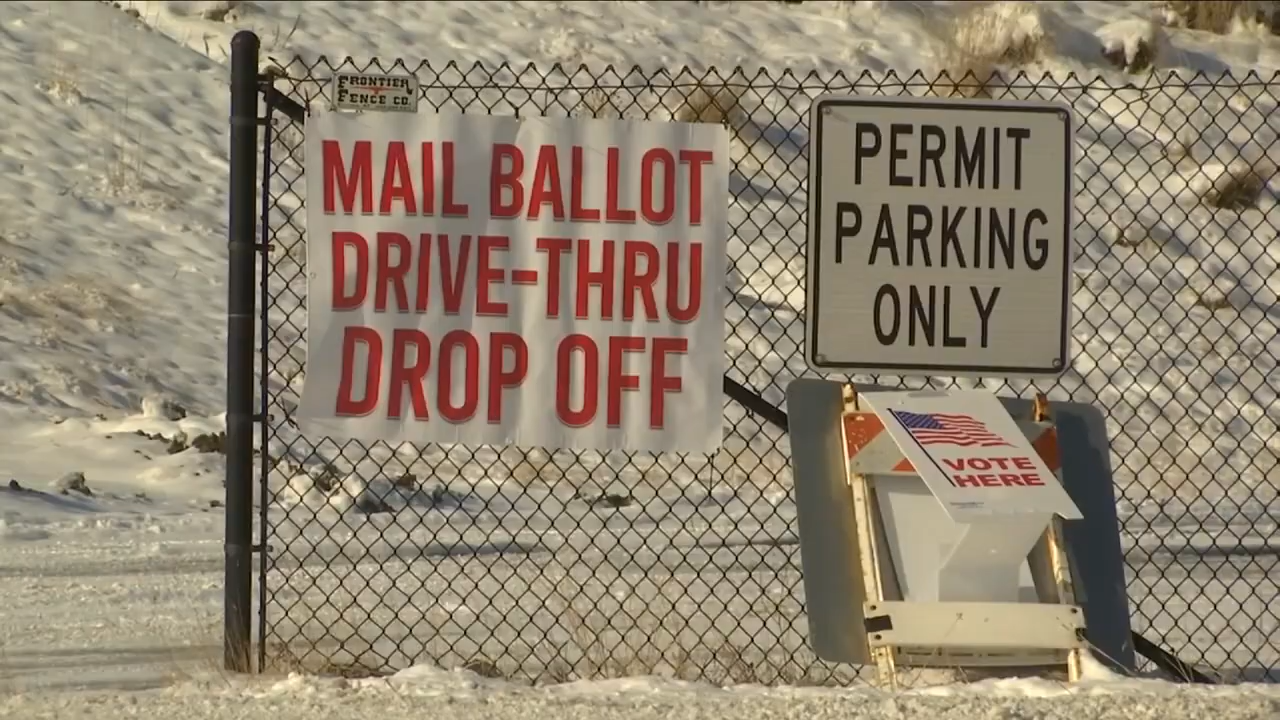 FRONTIER
FENCE CO.
MAIL BALLOT
DRIVE-THRU
DROP OFF
PERMIT
PARKING
ONLY
VOTE
HERE